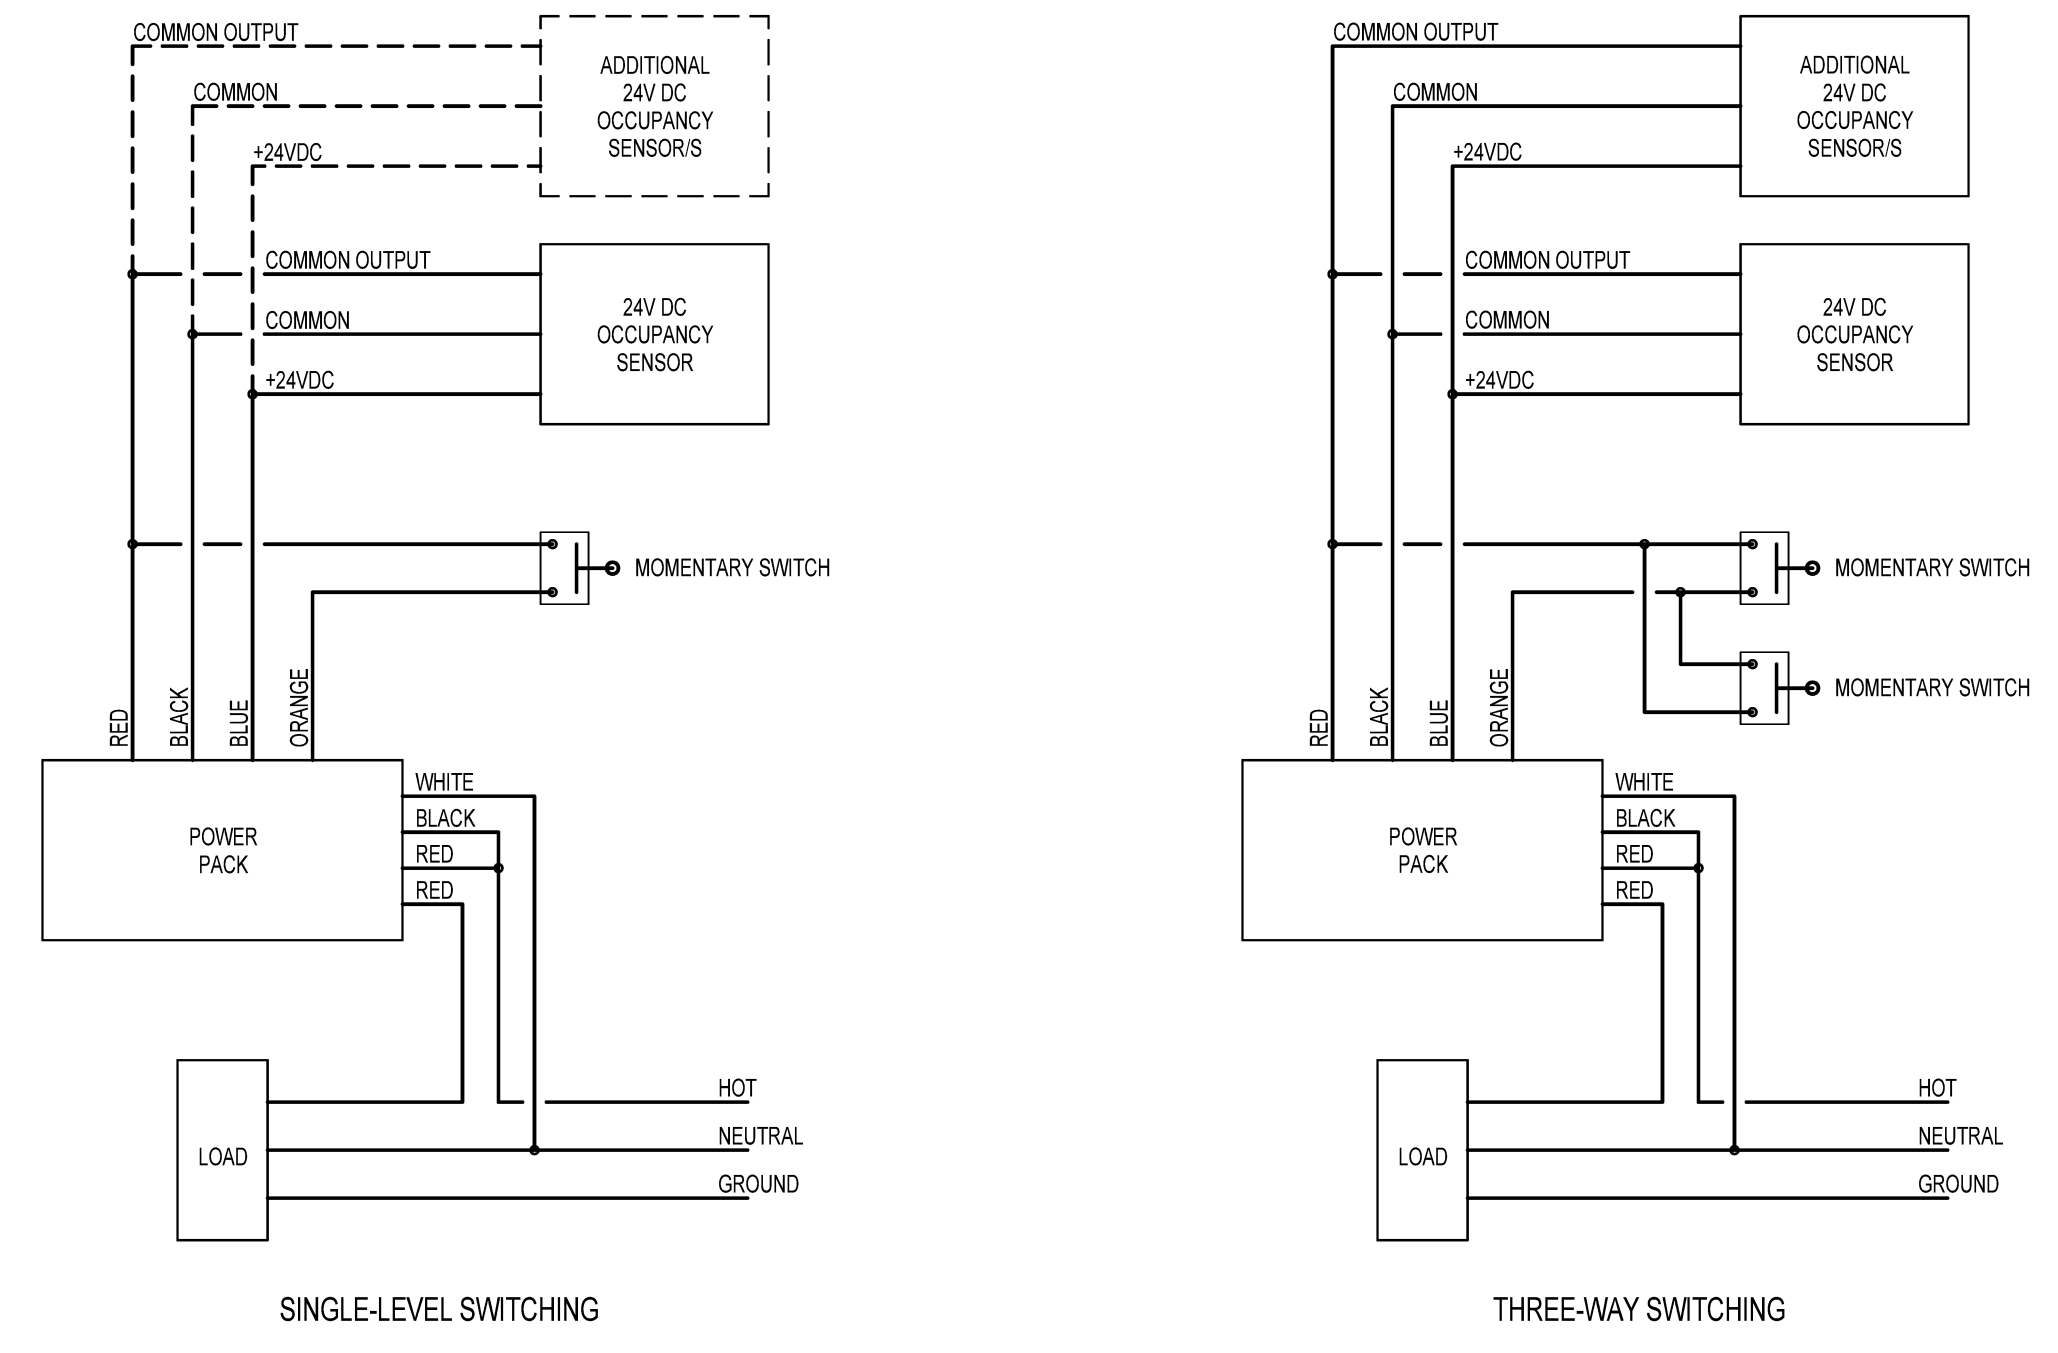 COMMON OUTPUT
COMMON
+24VDC
ADDITIONAL
24V DC
OCCUPANCY
SENSOR/S
COMMON OUTPUT
COMMON
+24VDC
24V DC
OCCUPANCY
SENSOR
MOMENTARY SWITCH
RED
BLACK
BLUE
ORANGE
POWER
PACK
WHITE
BLACK
RED
RED
LOAD
HOT
NEUTRAL
GROUND
SINGLE-LEVEL SWITCHING
COMMON OUTPUT
COMMON
+24VDC
ADDITIONAL
24V DC
OCCUPANCY
SENSOR/S
COMMON OUTPUT
COMMON
+24VDC
24V DC
OCCUPANCY
SENSOR
MOMENTARY SWITCH
MOMENTARY SWITCH
RED
BLACK
BLUE
ORANGE
POWER
PACK
WHITE
BLACK
RED
RED
LOAD
HOT
NEUTRAL
GROUND
THREE-WAY SWITCHING